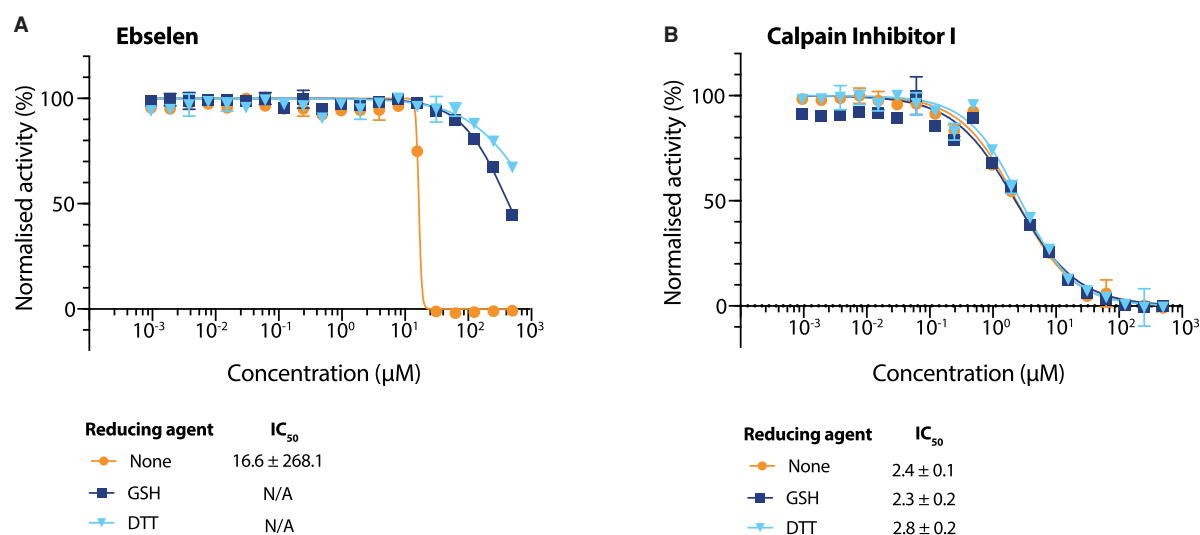 A
Ebselen
Normalised activity (%)
100
50
0
10-3 10-2 10-1 100 101 102 103
Concentration (μM)
Reducing agent IC50
None 16.6 ± 268.1
GSH N/A
DTT N/A
B
Calpain Inhibitor I
Normalised activity (%)
100
50
0
10-3 10-2 10-1 100 101 102 103
Concentration (μM)
Reducing agent IC50
None 2.4 ± 0.1
GSH 2.3 ± 0.2
DTT 2.8 ± 0.2